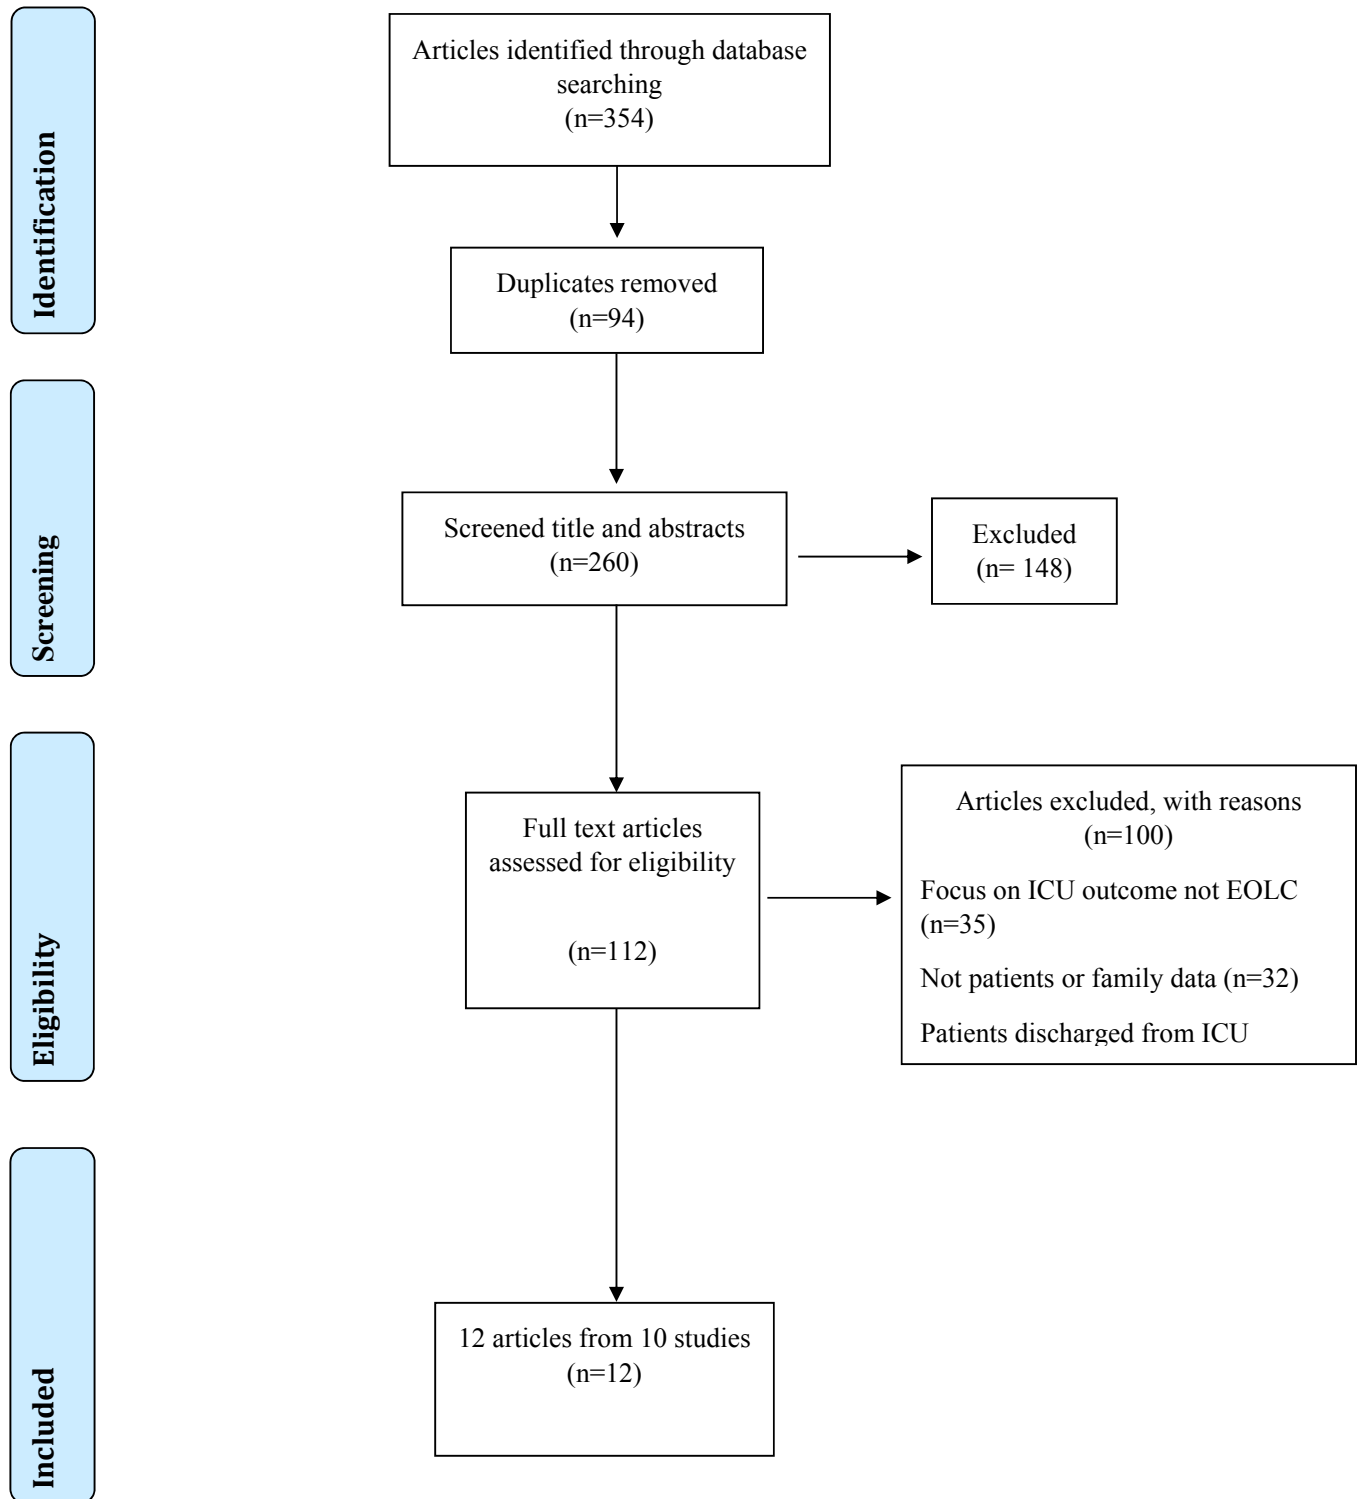 Identification
Articles identified through database
searching
(n=354)
Duplicates removed
(n=94)
Screening
Screened title and abstracts
(n=260)
Excluded
(n= 148)
Eligibility
Full text articles
assessed for eligibility
(n=112)
Articles excluded, with reasons
(n=100)
Focus on ICU outcome not EOLC
(n=35)
Not patients or family data (n=32)
Patients discharged from ICU
Included
12 articles from 10 studies
(n=12)